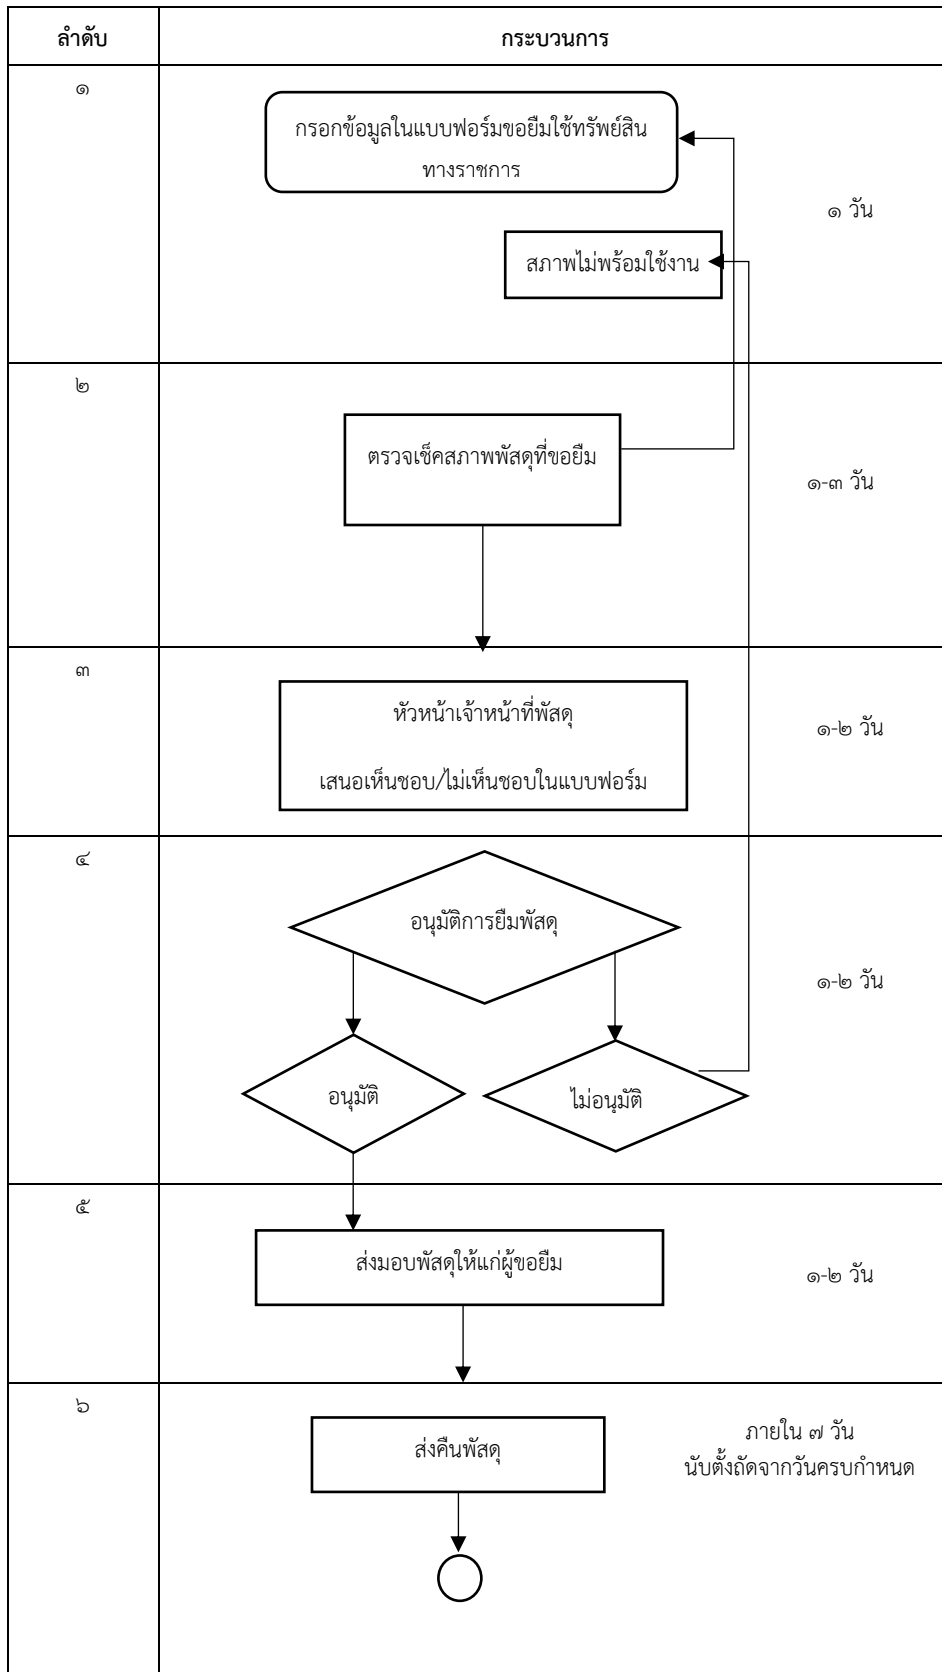 ลำดับ
กระบวนการ
๑
กรอกข้อมูลในแบบฟอร์มขอยืมใช้ทรัพย์สิน
ทางราชการ
๑ วัน
สภาพไม่พร้อมใช้งาน
๒
ตรวจเช็คสภาพพัสดุที่ขอยืม
๑-๓ วัน
๓
หัวหน้าเจ้าหน้าที่พัสดุ
เสนอเห็นชอบ/ไม่เห็นชอบในแบบฟอร์ม
๑-๒ วัน
๔
อนุมัติการยืมพัสดุ
๑-๒ วัน
อนุมัติ
ไม่อนุมัติ
๕
ส่งมอบพัสดุให้แก่ผู้ขอยืม
๑-๒ วัน
๖
ส่งคืนพัสดุ
ภายใน ๗ วัน
นับตั้งถัดจากวันครบกำหนด